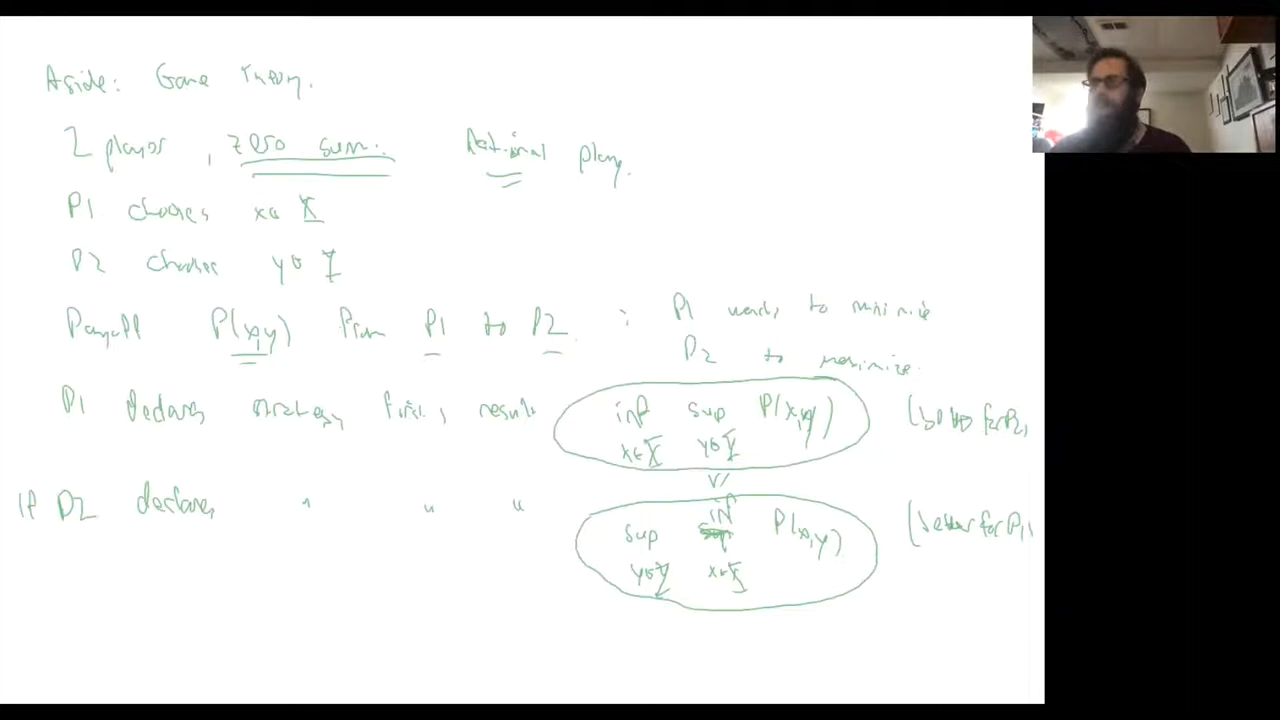 Aside: Game Theory.
2 player, zero sum. Rational play.
P1 chooses x∈X
P2 chooses y∈Y
Payoff P(x,y) from P1 to P2 : P1 wants to minimize
P2 to maximize.
P1 declares strategy first, result inf sup P(x,y) (better for P2)
x∈X y∈Y
∨/
If P2 declares " " " sup inf P(x,y) (better for P1)
y∈Y x∈X